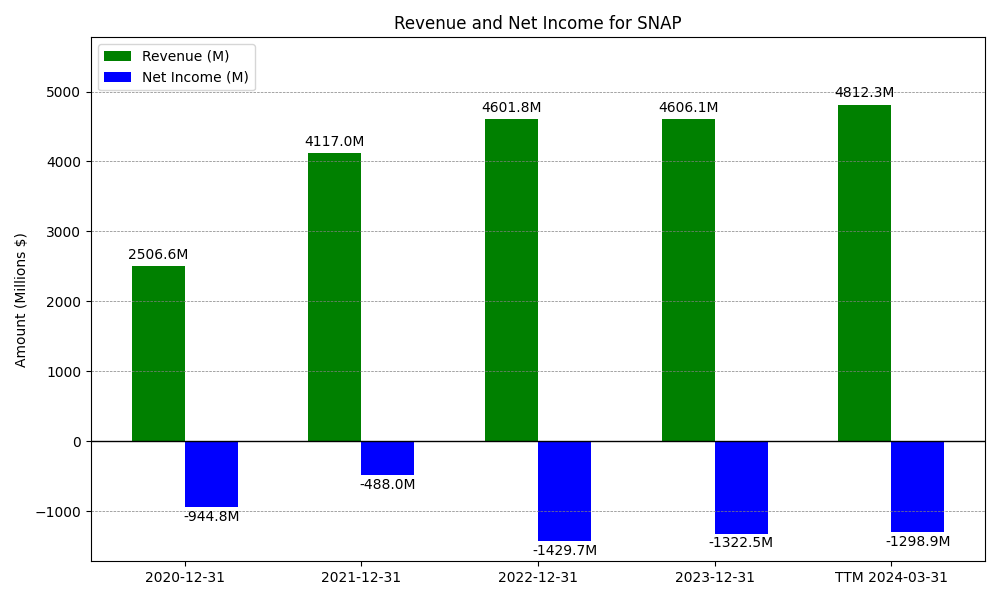 Revenue and Net Income for SNAP
Revenue (M)
Net Income (M)
Amount (Millions $)
5000
4000
3000
2000
1000
0
−1000
2506.6M
4117.0M
4601.8M
4606.1M
4812.3M
-944.8M
-488.0M
-1429.7M
-1322.5M
-1298.9M
2020-12-31
2021-12-31
2022-12-31
2023-12-31
TTM 2024-03-31